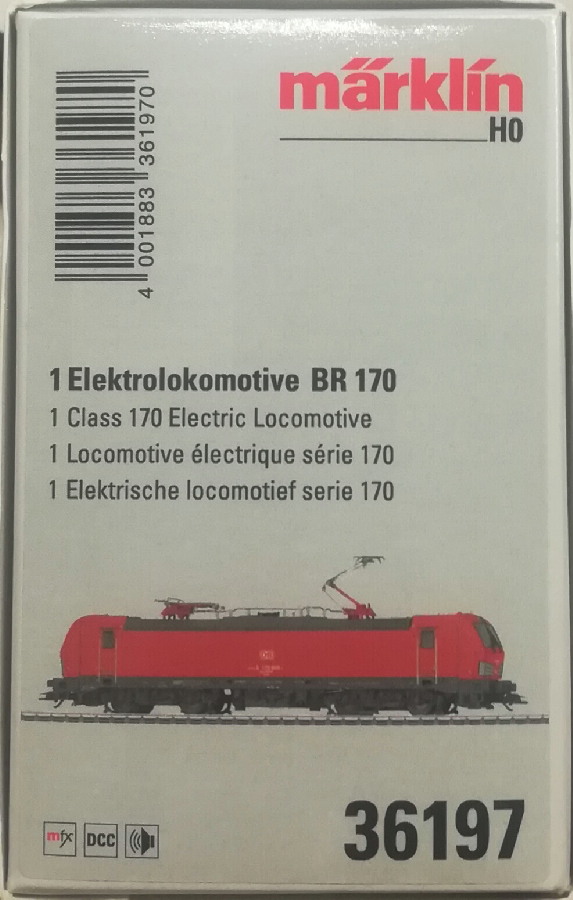 märklin
H0
4 001883 361970
1 Elektrolokomotive BR 170
1 Class 170 Electric Locomotive
1 Locomotive électrique série 170
1 Elektrische locomotief serie 170
DB
mfx
DCC
36197